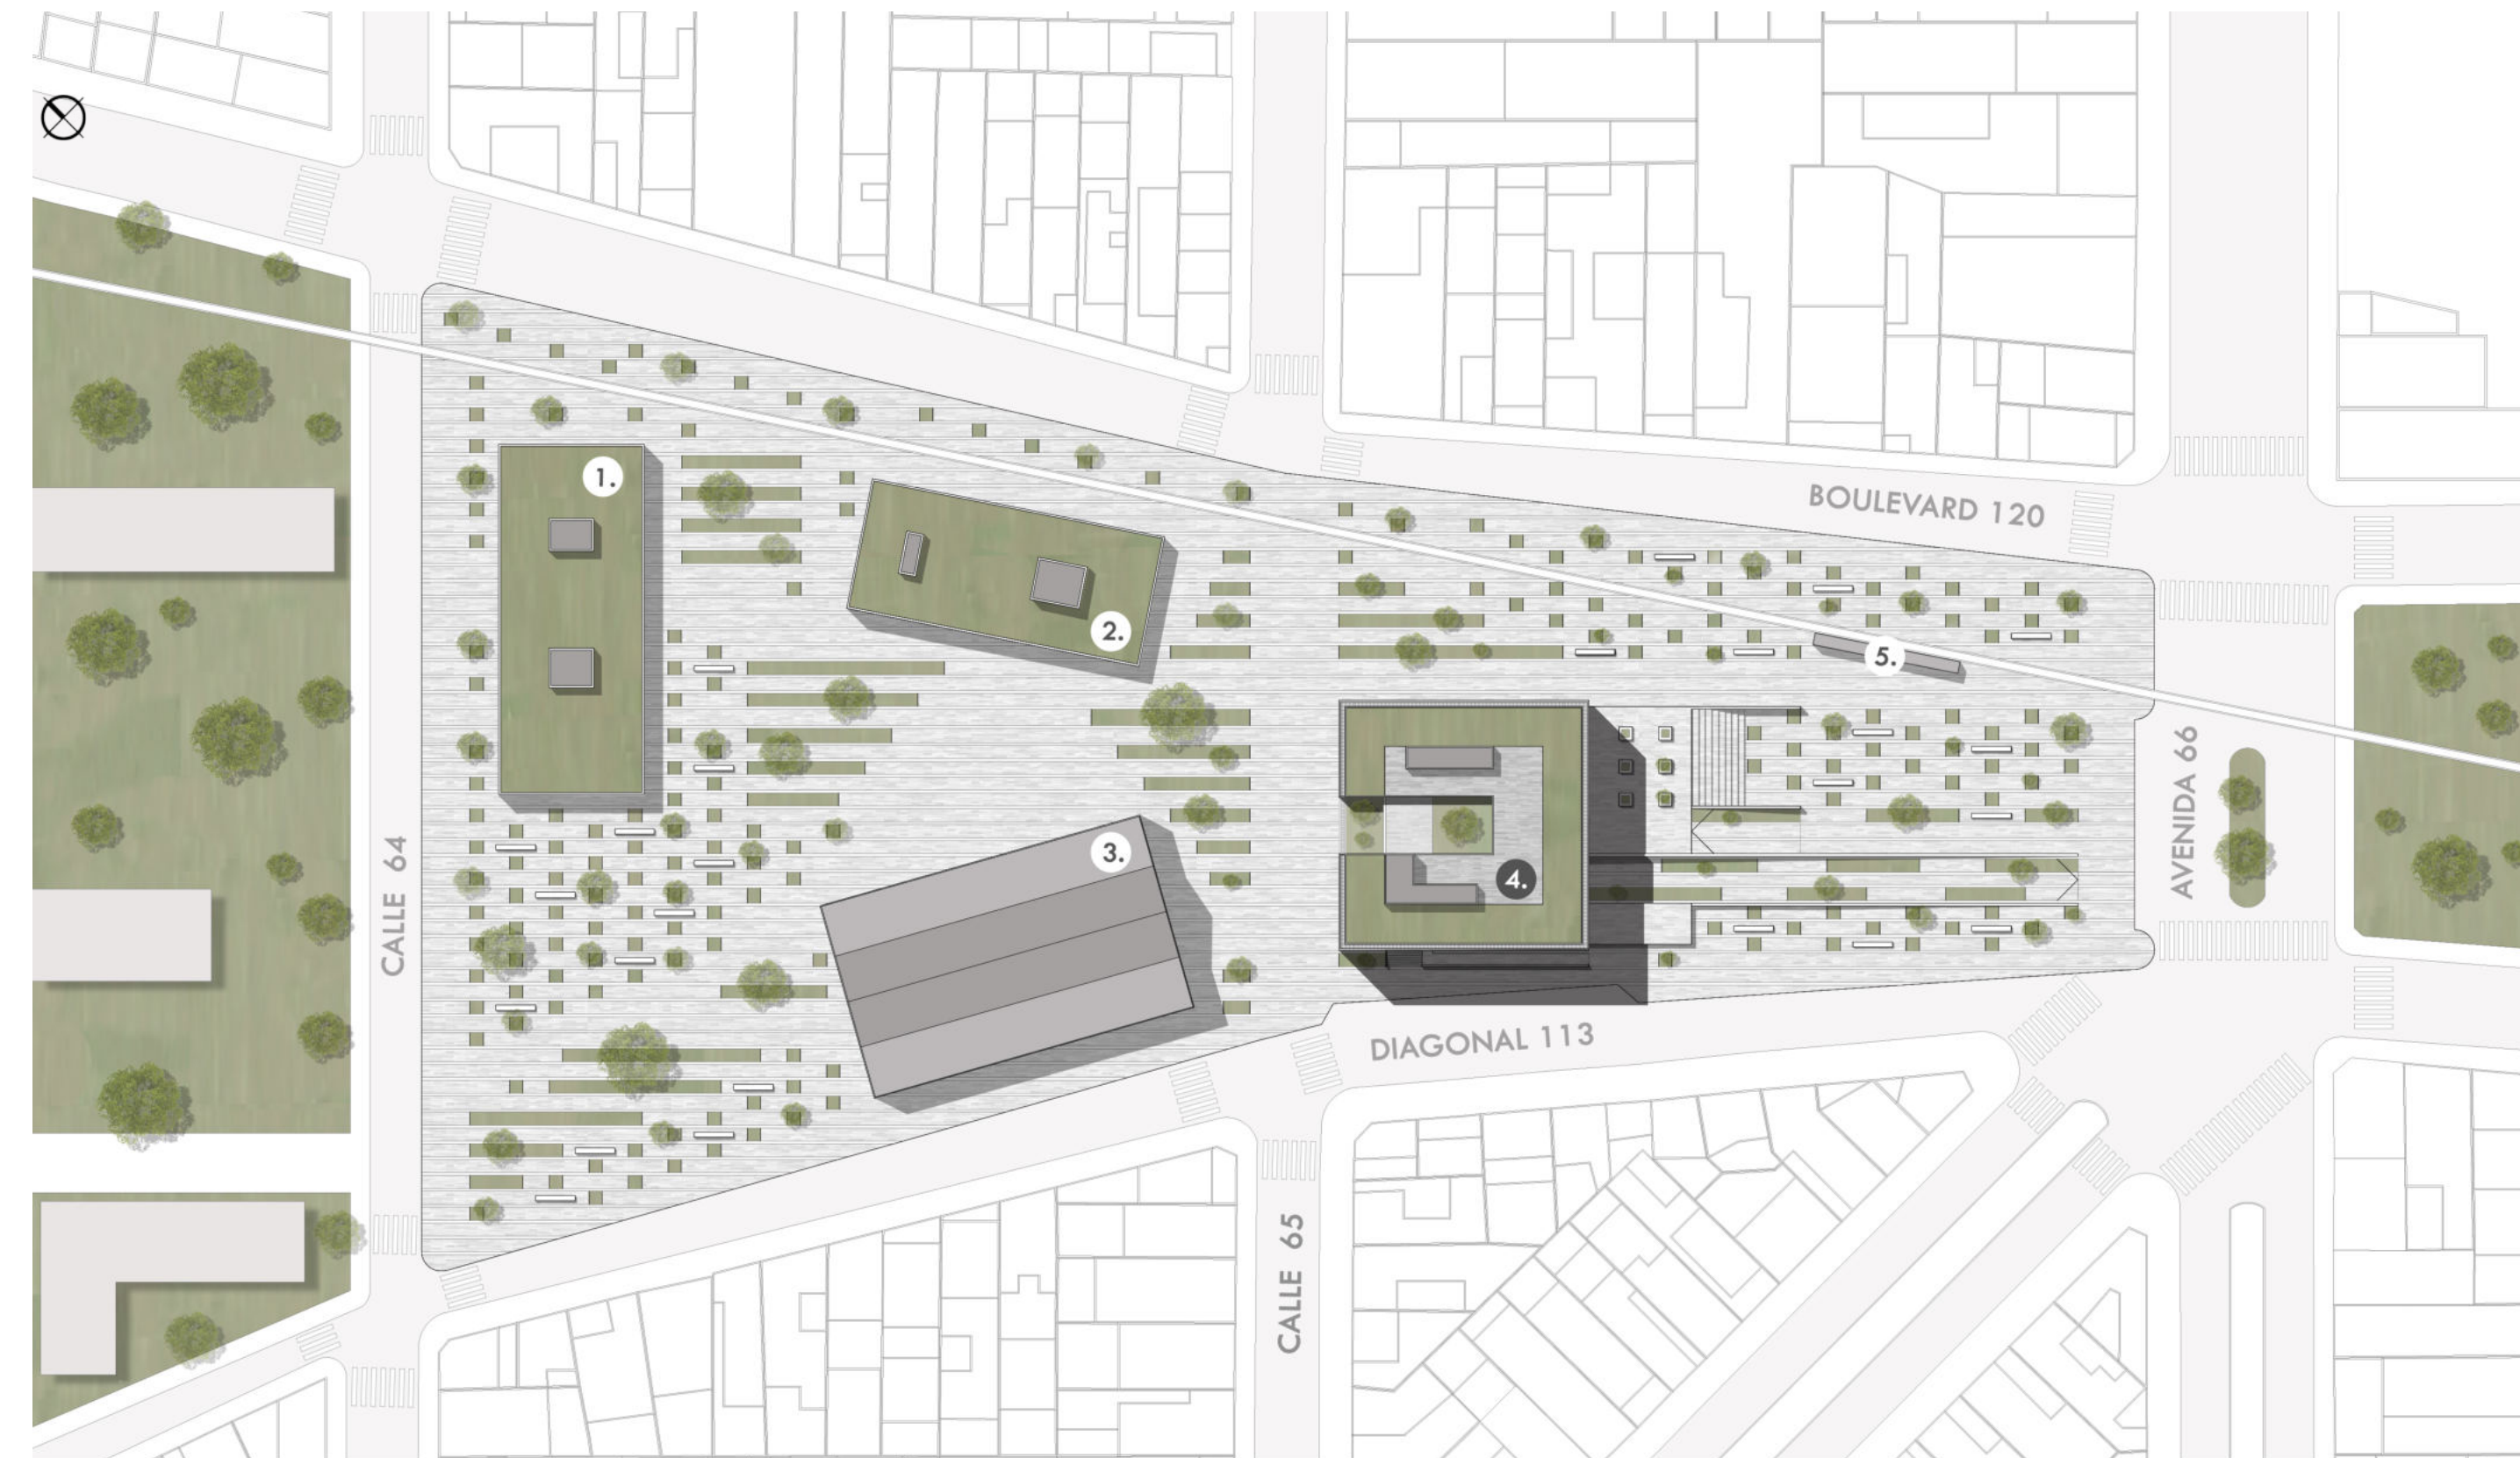 1.
BOULEVARD 120
2.
5.
3.
4.
AVENIDA 66
CALLE 64
DIAGONAL 113
CALLE 65